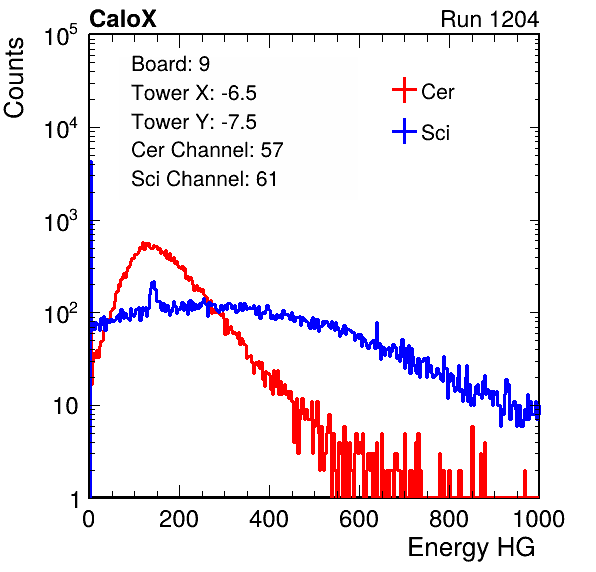 CaloX Run 1204
Counts
Board: 9
Tower X: -6.5
Tower Y: -7.5
Cer Channel: 57
Sci Channel: 61
Cer
Sci
10^5
10^4
10^3
10^2
10
1
0 200 400 600 800 1000
Energy HG